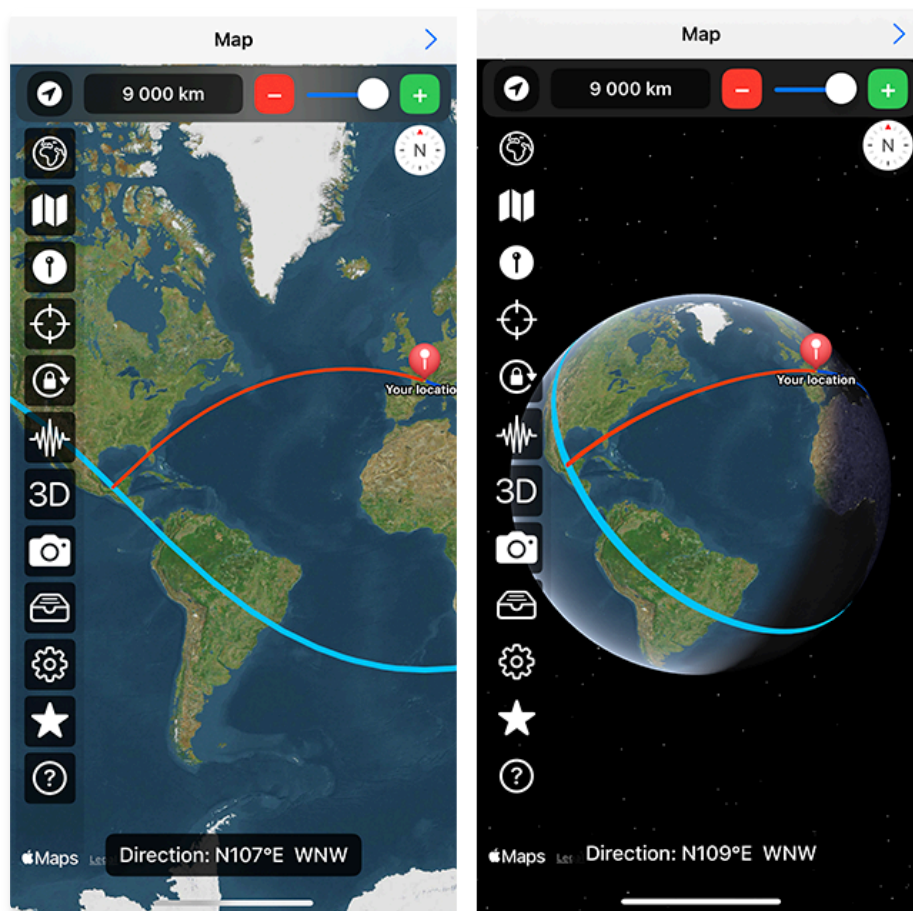 Map
9 000 km
N
Your locatio
3D
Maps
Direction: N107°E WNW
Map
9 000 km
N
Your location
3D
Maps
Direction: N109°E WNW